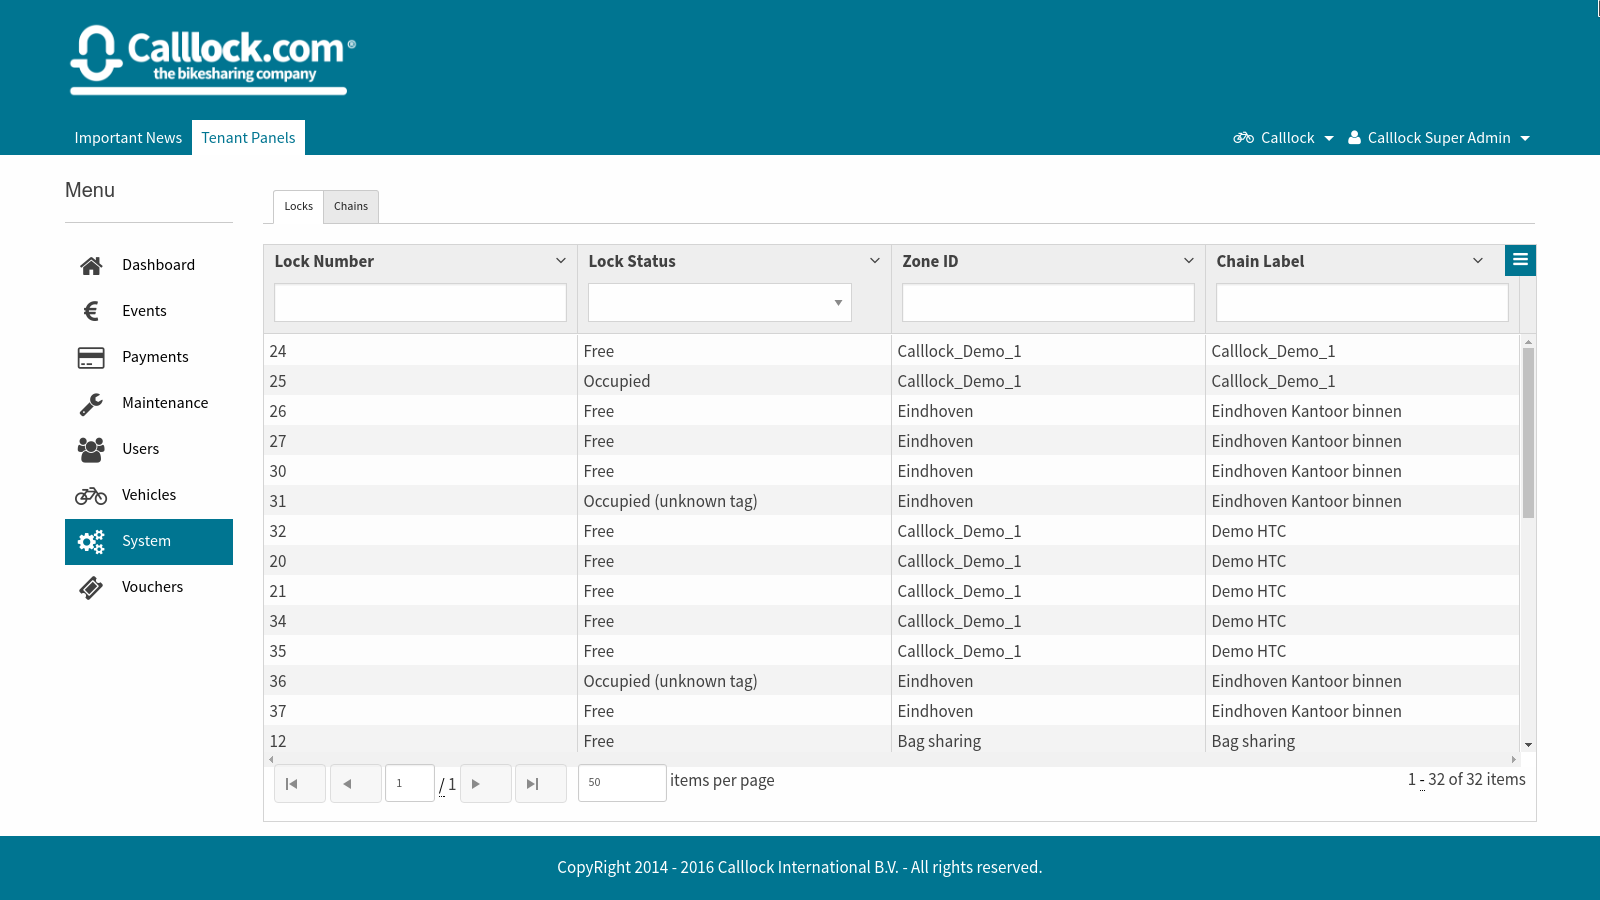 Calllock.com®
the bikesharing company
Important News
Tenant Panels
Calllock
Calllock Super Admin
Menu
Dashboard
Events
Payments
Maintenance
Users
Vehicles
System
Vouchers
Locks
Chains
Lock Number
Lock Status
Zone ID
Chain Label
24 Free Calllock_Demo_1 Calllock_Demo_1
25 Occupied Calllock_Demo_1 Calllock_Demo_1
26 Free Eindhoven Eindhoven Kantoor binnen
27 Free Eindhoven Eindhoven Kantoor binnen
30 Free Eindhoven Eindhoven Kantoor binnen
31 Occupied (unknown tag) Eindhoven Eindhoven Kantoor binnen
32 Free Calllock_Demo_1 Demo HTC
20 Free Calllock_Demo_1 Demo HTC
21 Free Calllock_Demo_1 Demo HTC
34 Free Calllock_Demo_1 Demo HTC
35 Free Calllock_Demo_1 Demo HTC
36 Occupied (unknown tag) Eindhoven Eindhoven Kantoor binnen
37 Free Eindhoven Eindhoven Kantoor binnen
12 Free Bag sharing Bag sharing
1 / 1 50 items per page 1 - 32 of 32 items
CopyRight 2014 - 2016 Calllock International B.V. - All rights reserved.